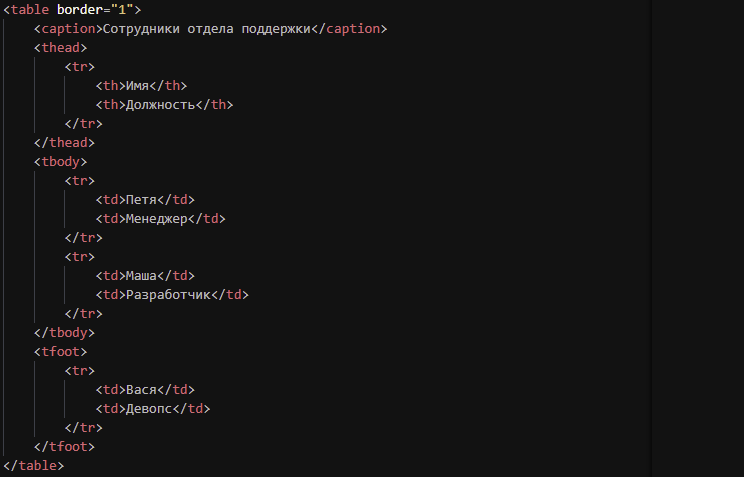 <table border="1">
<caption>Сотрудники отдела поддержки</caption>
<thead>
<tr>
<th>Имя</th>
<th>Должность</th>
</tr>
</thead>
<tbody>
<tr>
<td>Петя</td>
<td>Менеджер</td>
</tr>
<tr>
<td>Маша</td>
<td>Разработчик</td>
</tr>
</tbody>
<tfoot>
<tr>
<td>Вася</td>
<td>Девопс</td>
</tr>
</tfoot>
</table>